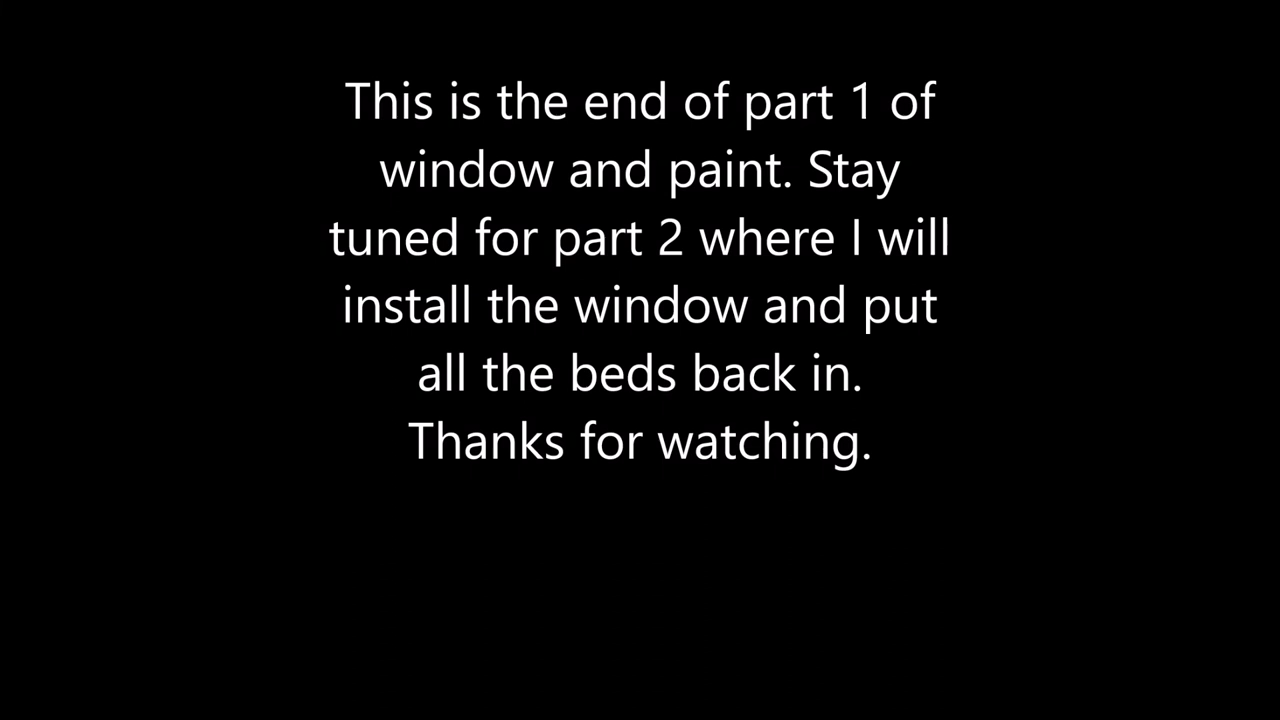 This is the end of part 1 of
window and paint. Stay
tuned for part 2 where I will
install the window and put
all the beds back in.
Thanks for watching.